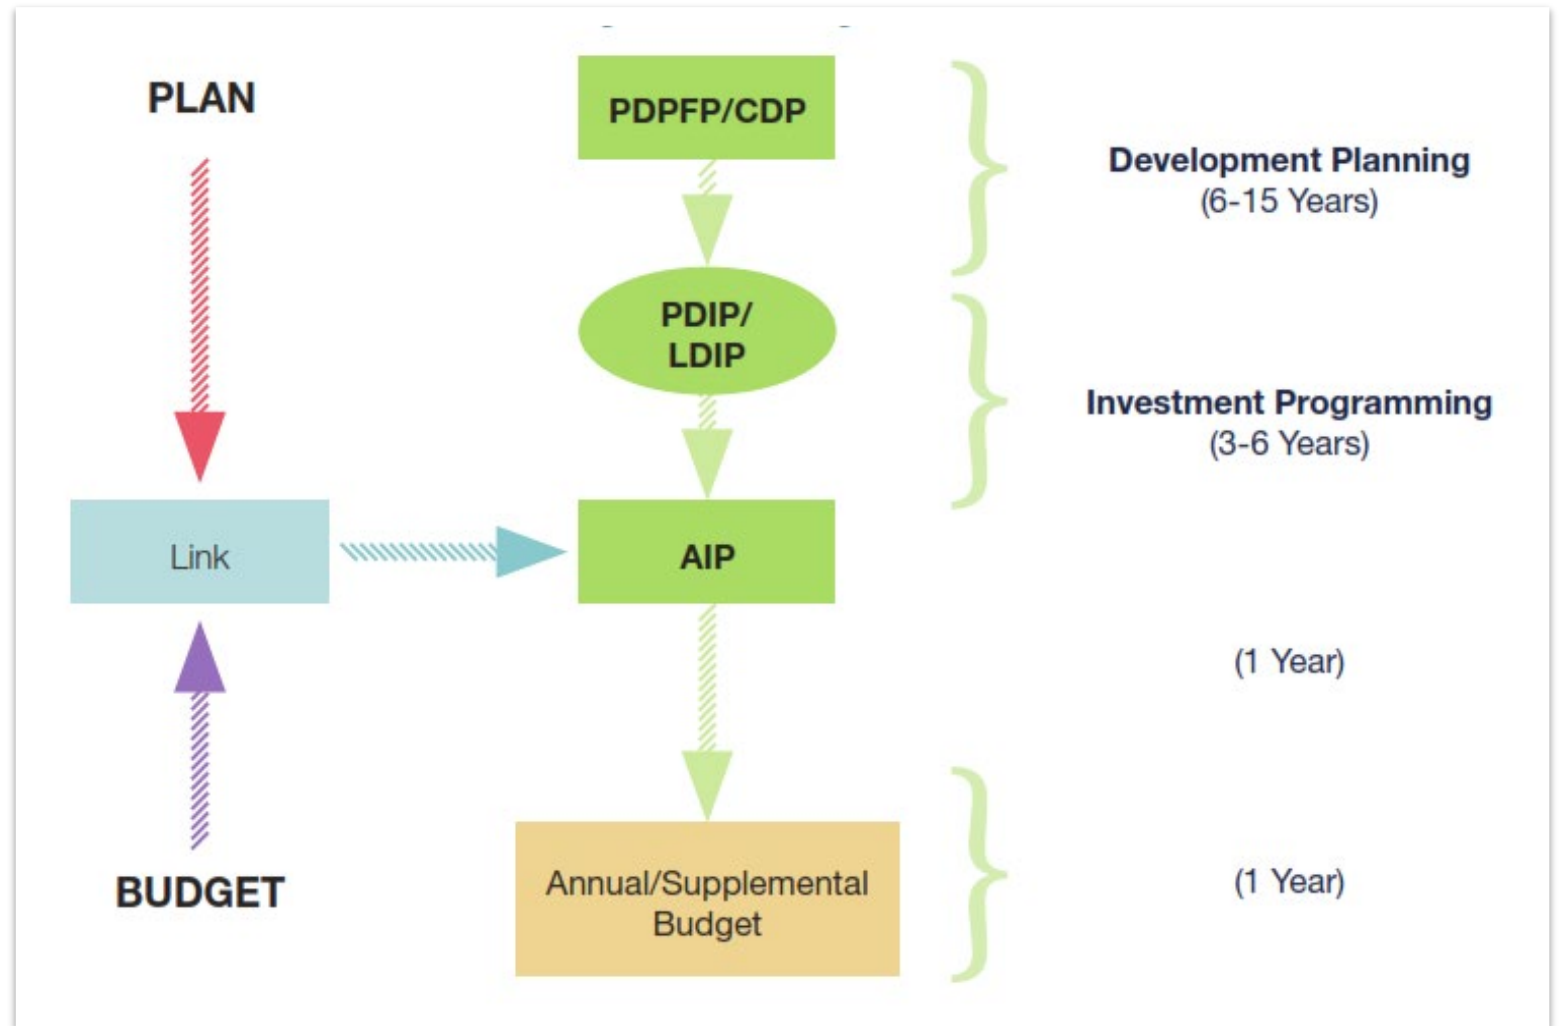 PLAN
PDPFP/CDP
Development Planning
(6-15 Years)
PDIP/
LDIP
Investment Programming
(3-6 Years)
Link
AIP
(1 Year)
BUDGET
Annual/Supplemental
Budget
(1 Year)